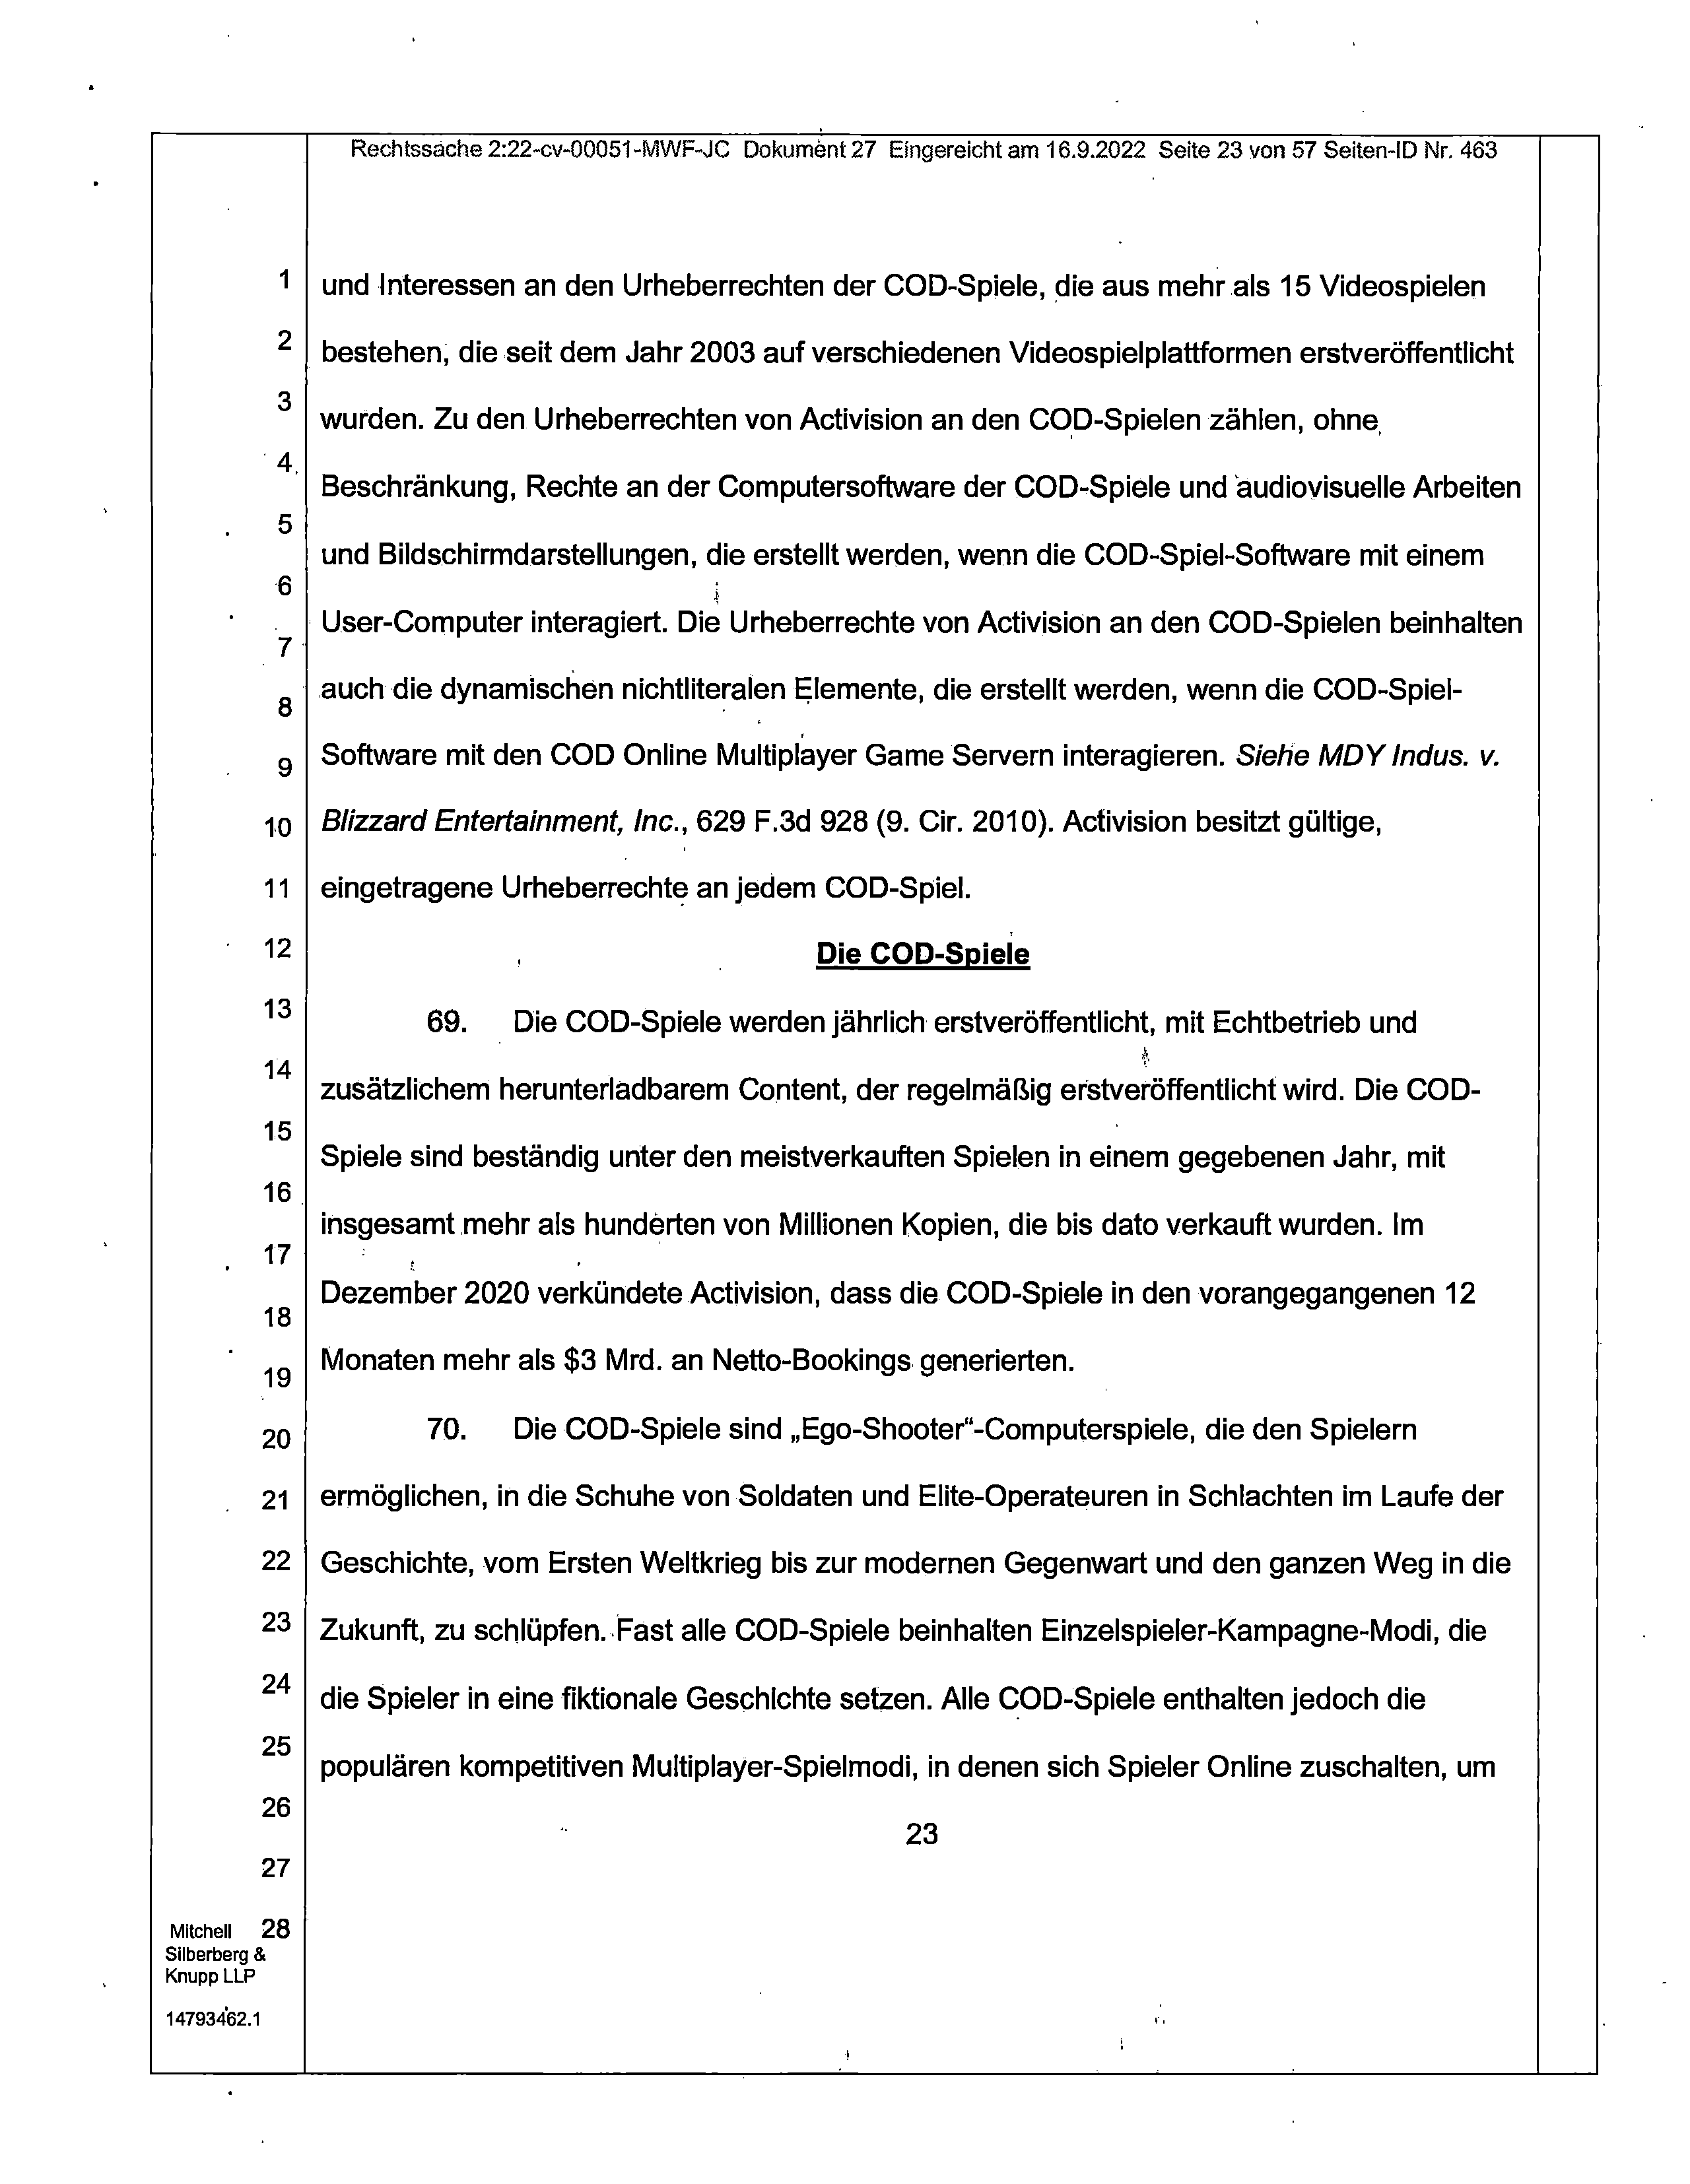 Rechtssache 2:22-cv-00051-MWF-JC Dokument 27 Eingereicht am 16.9.2022 Seite 23 von 57 Seiten-ID Nr. 463
1 und Interessen an den Urheberrechten der COD-Spiele, die aus mehr als 15 Videospielen
2 bestehen, die seit dem Jahr 2003 auf verschiedenen Videospielplattformen erstveröffentlicht
3 wurden. Zu den Urheberrechten von Activision an den COD-Spielen zählen, ohne
4 Beschränkung, Rechte an der Computersoftware der COD-Spiele und audiovisuelle Arbeiten
5 und Bildschirmdarstellungen, die erstellt werden, wenn die COD-Spiel-Software mit einem
6 User-Computer interagiert. Die Urheberrechte von Activision an den COD-Spielen beinhalten
7
8 auch die dynamischen nichtliteralen Elemente, die erstellt werden, wenn die COD-Spiel-
9 Software mit den COD Online Multiplayer Game Servern interagieren. Siehe MDY Indus. v.
10 Blizzard Entertainment, Inc., 629 F.3d 928 (9. Cir. 2010). Activision besitzt gültige,
11 eingetragene Urheberrechte an jedem COD-Spiel.
12 Die COD-Spiele
13 69. Die COD-Spiele werden jährlich erstveröffentlicht, mit Echtbetrieb und
14 zusätzlichem herunterladbarem Content, der regelmäßig erstveröffentlicht wird. Die COD-
15 Spiele sind beständig unter den meistverkauften Spielen in einem gegebenen Jahr, mit
16 insgesamt mehr als hunderten von Millionen Kopien, die bis dato verkauft wurden. Im
17
18 Dezember 2020 verkündete Activision, dass die COD-Spiele in den vorangegangenen 12
19 Monaten mehr als $3 Mrd. an Netto-Bookings generierten.
20 70. Die COD-Spiele sind „Ego-Shooter“-Computerspiele, die den Spielern
21 ermöglichen, in die Schuhe von Soldaten und Elite-Operateuren in Schlachten im Laufe der
22 Geschichte, vom Ersten Weltkrieg bis zur modernen Gegenwart und den ganzen Weg in die
23 Zukunft, zu schlüpfen. Fast alle COD-Spiele beinhalten Einzelspieler-Kampagne-Modi, die
24 die Spieler in eine fiktionale Geschichte setzen. Alle COD-Spiele enthalten jedoch die
25 populären kompetitiven Multiplayer-Spielmodi, in denen sich Spieler Online zuschalten, um
26
23
27
Mitchell 28
Silberberg &
Knupp LLP
14793462.1